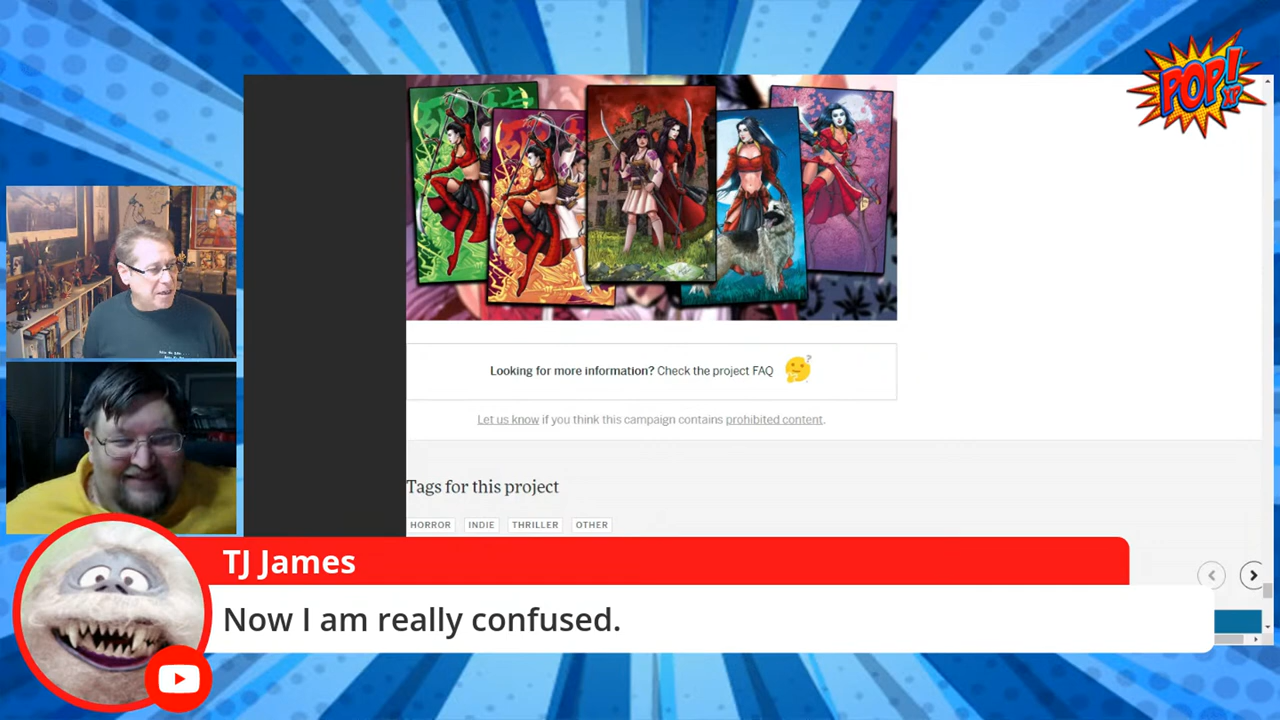 POP!
XP
Looking for more information? Check the project FAQ
Let us know if you think this campaign contains prohibited content.
Tags for this project
HORROR INDIE THRILLER OTHER
TJ James
Now I am really confused.